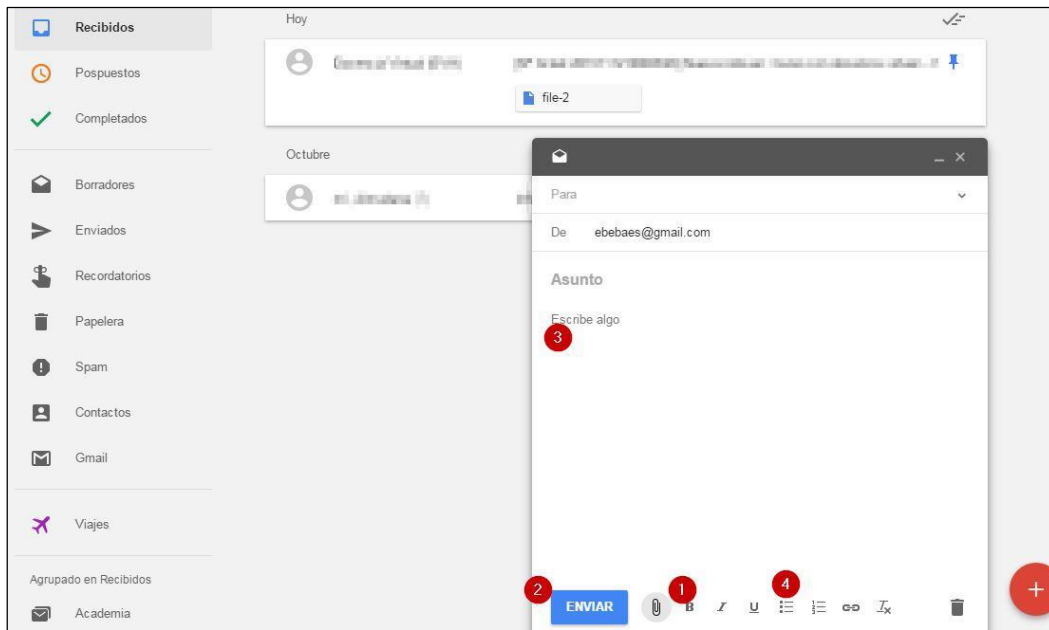 Recibidos
Pospuestos
Completados
Borradores
Enviados
Recordatorios
Papelera
Spam
Contactos
Gmail
Viajes
Agrupado en Recibidos
Academia
Hoy
file-2
Octubre
Para
De ebebaes@gmail.com
Asunto
Escribe algo
3
2 1 4
ENVIAR B I U